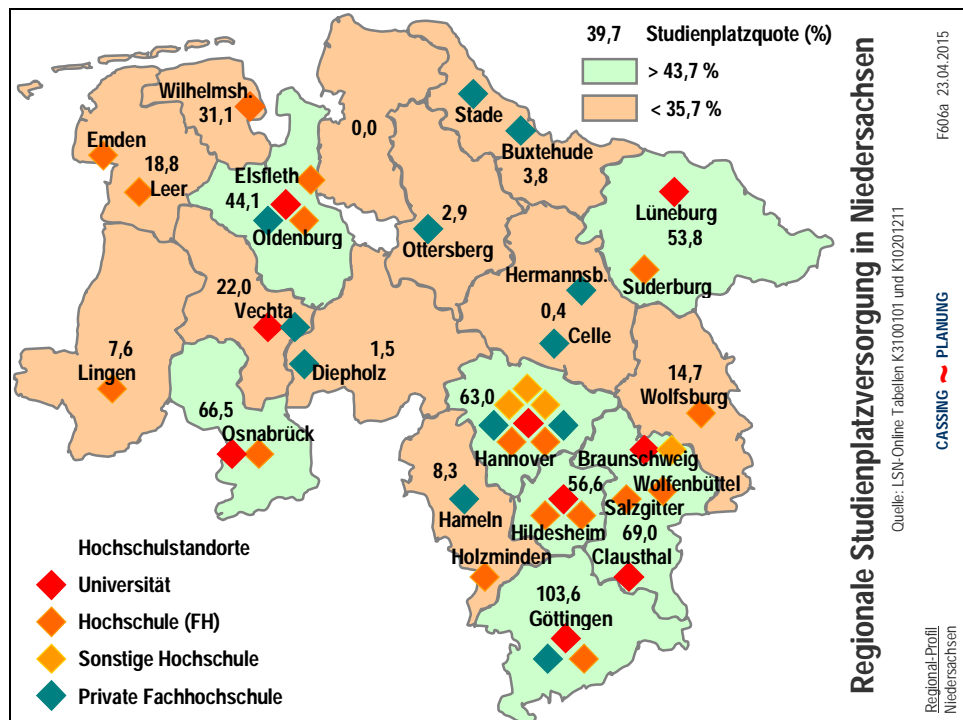 39,7 Studienplatzquote (%)
> 43,7 %
< 35,7 %
Wilhelmsh.
31,1
Emden
18,8
Leer
Elsfleth
44,1
Oldenburg
0,0
Stade
Buxtehude
3,8
2,9
Ottersberg
Lüneburg
53,8
Suderburg
Hermannsb.
0,4
Celle
22,0
Vechta
1,5
Diepholz
7,6
Lingen
66,5
Osnabrück
63,0
Hannover
14,7
Wolfsburg
Braunschweig
Wolfenbüttel
Salzgitter
69,0
Clausthal
56,6
Hildesheim
8,3
Hameln
Holzminden
103,6
Göttingen
Hochschulstandorte
Universität
Hochschule (FH)
Sonstige Hochschule
Private Fachhochschule
Regionale Studienplatzversorgung in Niedersachsen
Quelle: LSN-Online Tabellen K3100101 und K10201211
F606a 23.04.2015
CASSING ~ PLANUNG
Regional-Profil
Niedersachsen